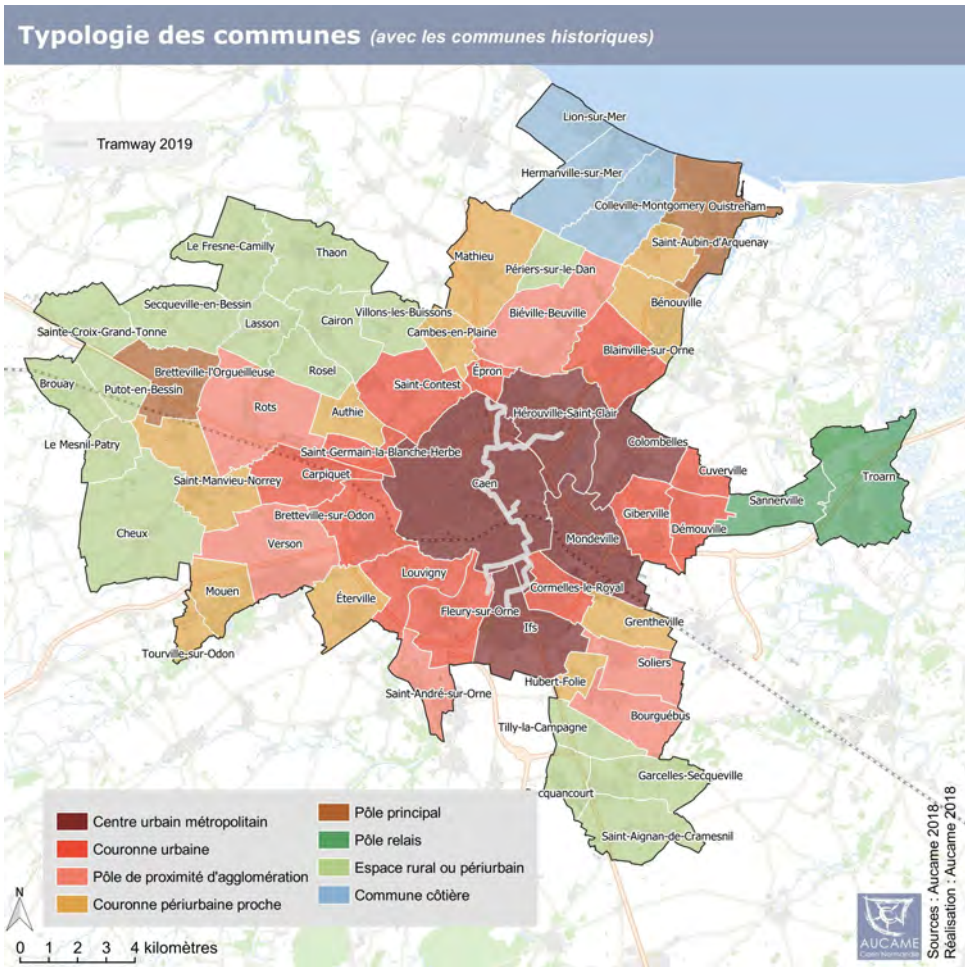 Typologie des communes (avec les communes historiques)
Tramway 2019
Lion-sur-Mer
Hermanville-sur-Mer
Colleville-Montgomery
Ouistreham
Saint-Aubin-d'Arquenay
Le Fresne-Camilly
Thaon
Mathieu
Périers-sur-le-Dan
Bénouville
Secqueville-en-Bessin
Villons-les-Buissons
Biéville-Beuville
Sainte-Croix-Grand-Tonne
Lasson
Cairon
Cambes-en-Plaine
Blainville-sur-Orne
Bretteville-l'Orgueilleuse
Rosel
Épron
Brouay
Putot-en-Bessin
Saint-Contest
Rots
Authie
Hérouville-Saint-Clair
Le Mesnil-Patry
Saint-Germain-la-Blanche-Herbe
Colombelles
Cuverville
Saint-Manvieu-Norrey
Carpiquet
Caen
Troarn
Sannerville
Bretteville-sur-Odon
Giberville
Démouville
Cheux
Verson
Mondeville
Louvigny
Cormelles-le-Royal
Mouen
Éterville
Fleury-sur-Orne
Ifs
Grentheville
Tourville-sur-Odon
Soliers
Hubert-Folie
Saint-André-sur-Orne
Bourguébus
Tilly-la-Campagne
Garcelles-Secqueville
Saint-Aignan-de-Cramesnil
Centre urbain métropolitain
Couronne urbaine
Pôle de proximité d'agglomération
Couronne périurbaine proche
Pôle principal
Pôle relais
Espace rural ou périurbain
Commune côtière
N
0 1 2 3 4 kilomètres
AUCAME
Caen Normandie
Sources : Aucame 2018
Réalisation : Aucame 2018